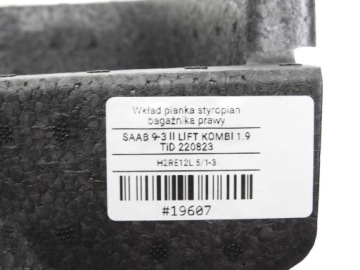 Wkład pianka styropian
bagażnika prawy
SAAB 9-3 II LIFT KOMBI 1.9
TID 220823
H2RE12L 5/1-3
#19607